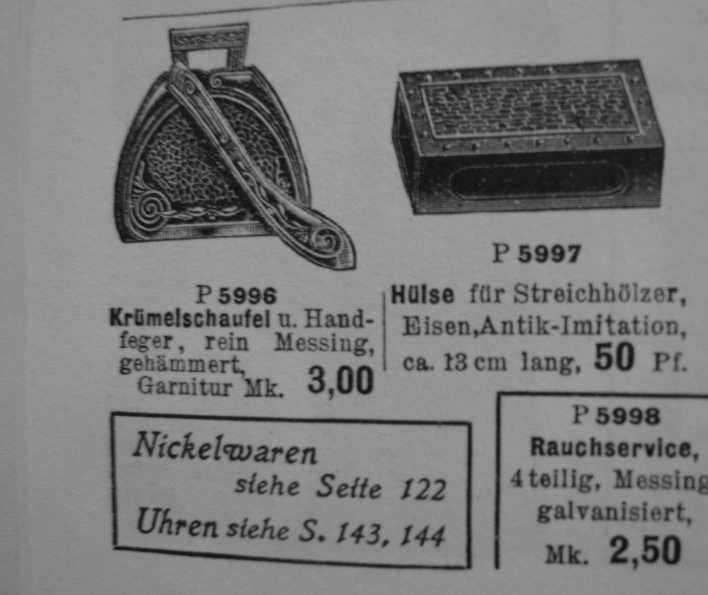 P 5996
Krümelschaufel u. Hand-
feger, rein Messing,
gehämmert,
Garnitur Mk. 3,00
P 5997
Hülse für Streichhölzer,
Eisen,Antik-Imitation,
ca. 13 cm lang, 50 Pf.
Nickelwaren
siehe Seite 122
Uhren siehe S. 143, 144
P 5998
Rauchservice,
4 teilig, Messing
galvanisiert,
Mk. 2,50